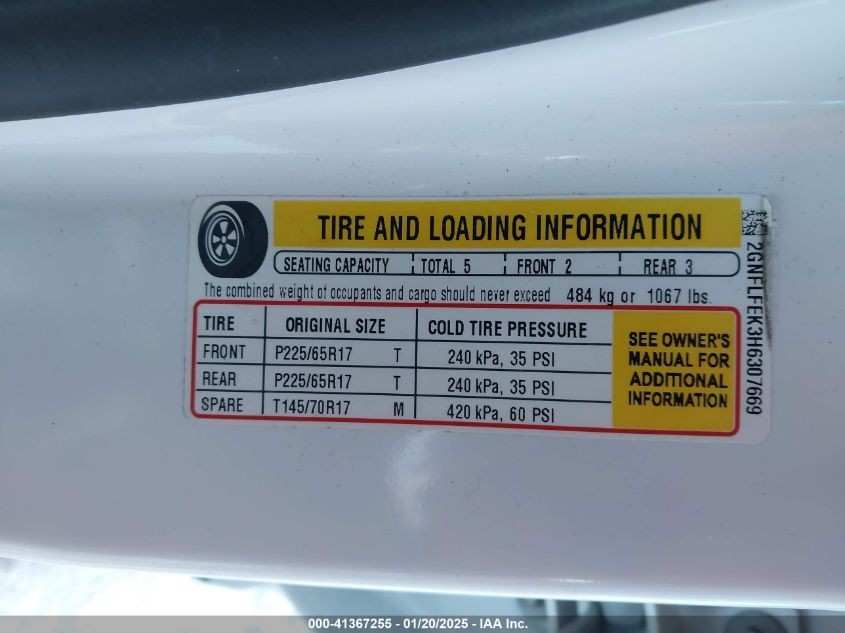 TIRE AND LOADING INFORMATION
SEATING CAPACITY TOTAL 5 FRONT 2 REAR 3
The combined weight of occupants and cargo should never exceed 484 kg or 1067 lbs.
TIRE ORIGINAL SIZE COLD TIRE PRESSURE
FRONT P225/65R17 T 240 kPa, 35 PSI
REAR P225/65R17 T 240 kPa, 35 PSI
SPARE T145/70R17 M 420 kPa, 60 PSI
SEE OWNER'S
MANUAL FOR
ADDITIONAL
INFORMATION
2GNFLFEK3H6307669
000-41367255 - 01/20/2025 - IAA Inc.